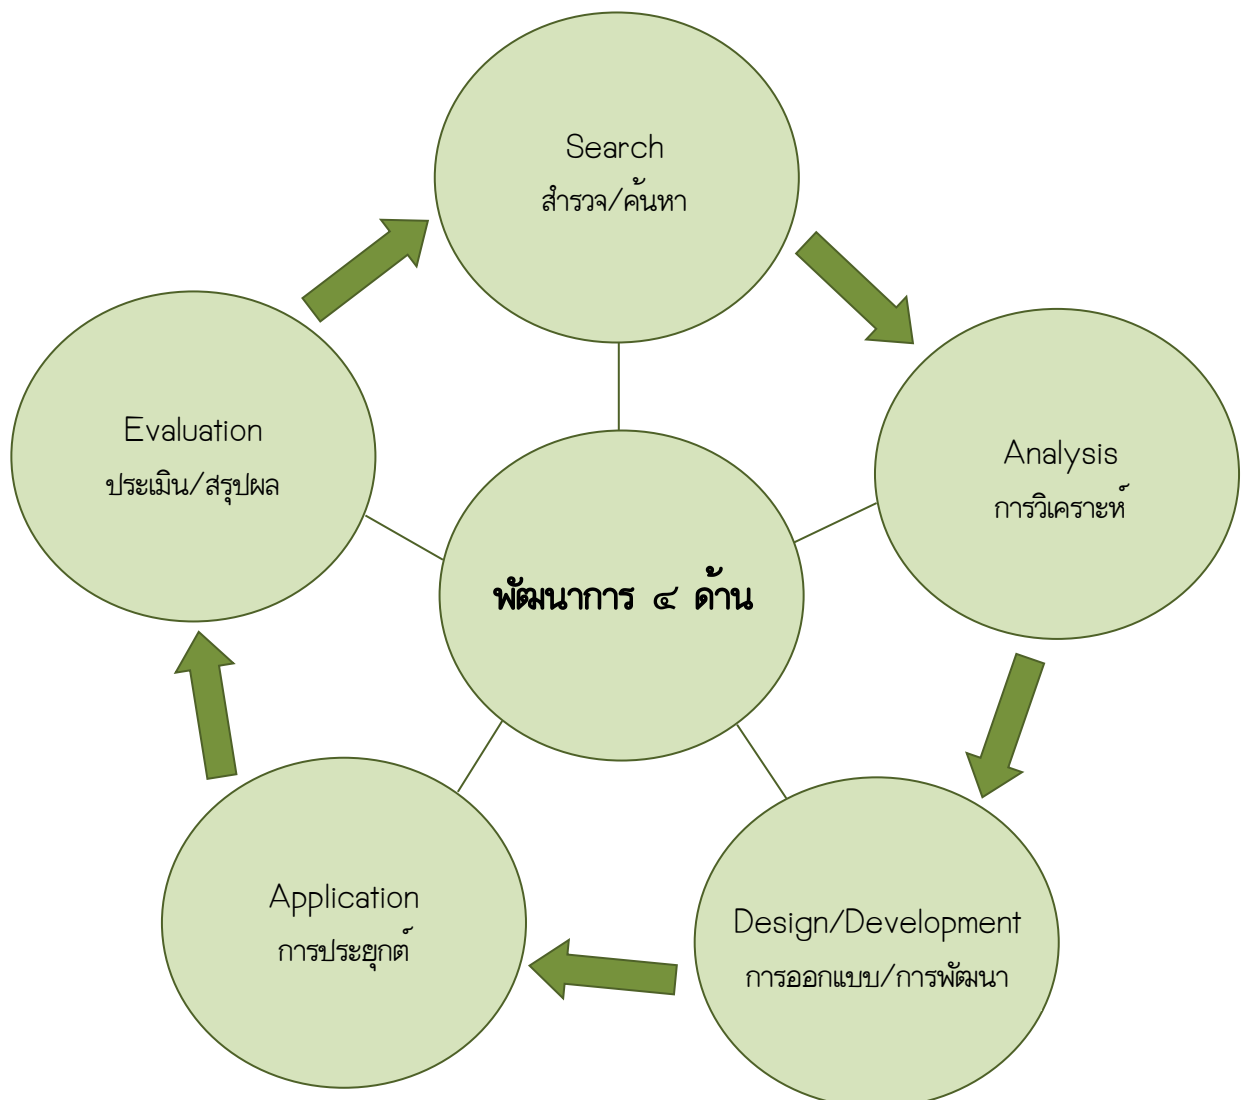 Search
สำรวจ/ค้นหา
Analysis
การวิเคราะห์
Design/Development
การออกแบบ/การพัฒนา
Application
การประยุกต์
Evaluation
ประเมิน/สรุปผล
พัฒนาการ ๔ ด้าน